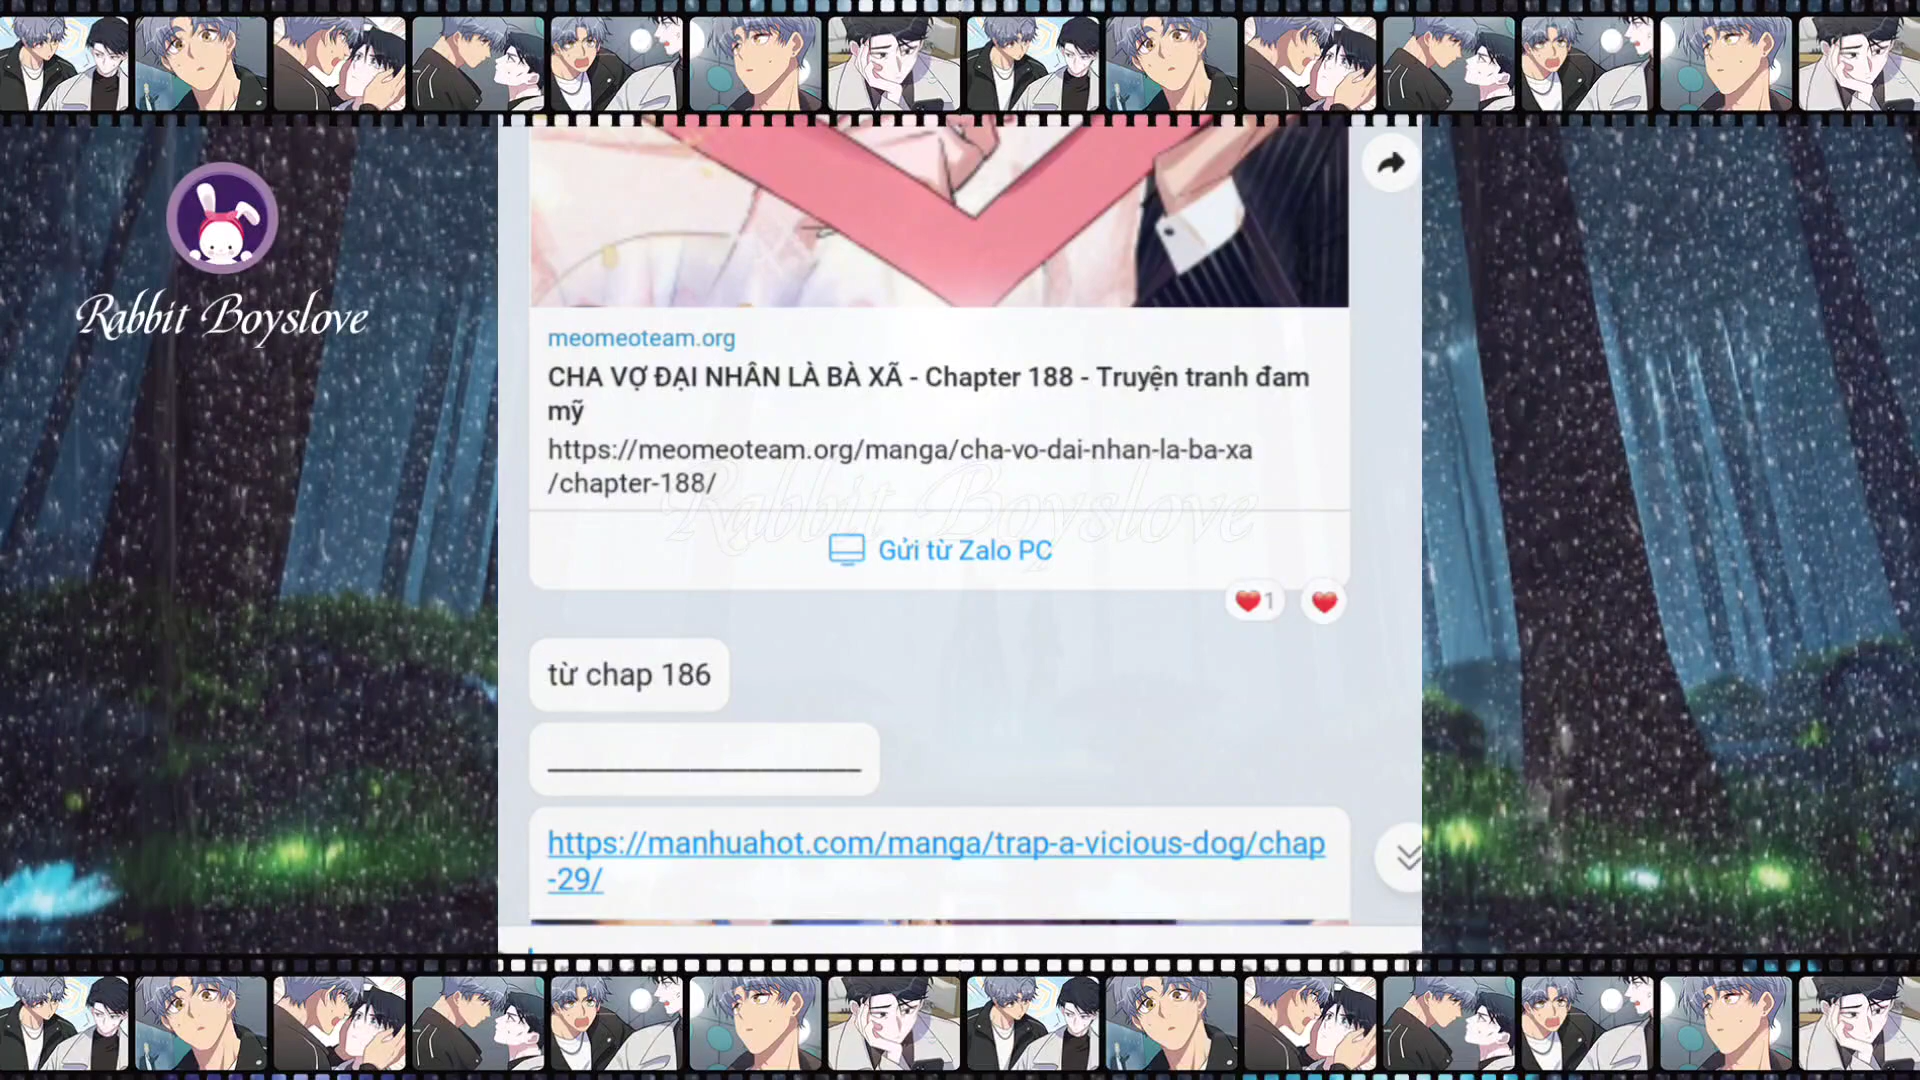 Rabbit Boyslove
meomeoteam.org
CHA VỢ ĐẠI NHÂN LÀ BÀ XÃ - Chapter 188 - Truyện tranh đam
mỹ
https://meomeoteam.org/manga/cha-vo-dai-nhan-la-ba-xa
/chapter-188/
Rabbit Boyslove
Gửi từ Zalo PC
1
từ chap 186
https://manhuahot.com/manga/trap-a-vicious-dog/chap
-29/